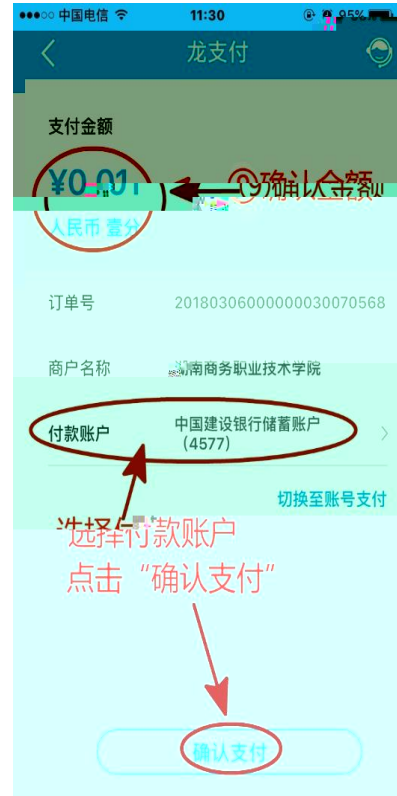 中国电信 11:30 95%
龙支付
支付金额
¥0.01 确认金额
人民币 壹分
订单号 20180306000000030070568
商户名称 湖南商务职业技术学院
付款账户 中国建设银行储蓄账户
(4577)
切换至账号支付
选择付款账户
点击“确认支付”
确认支付